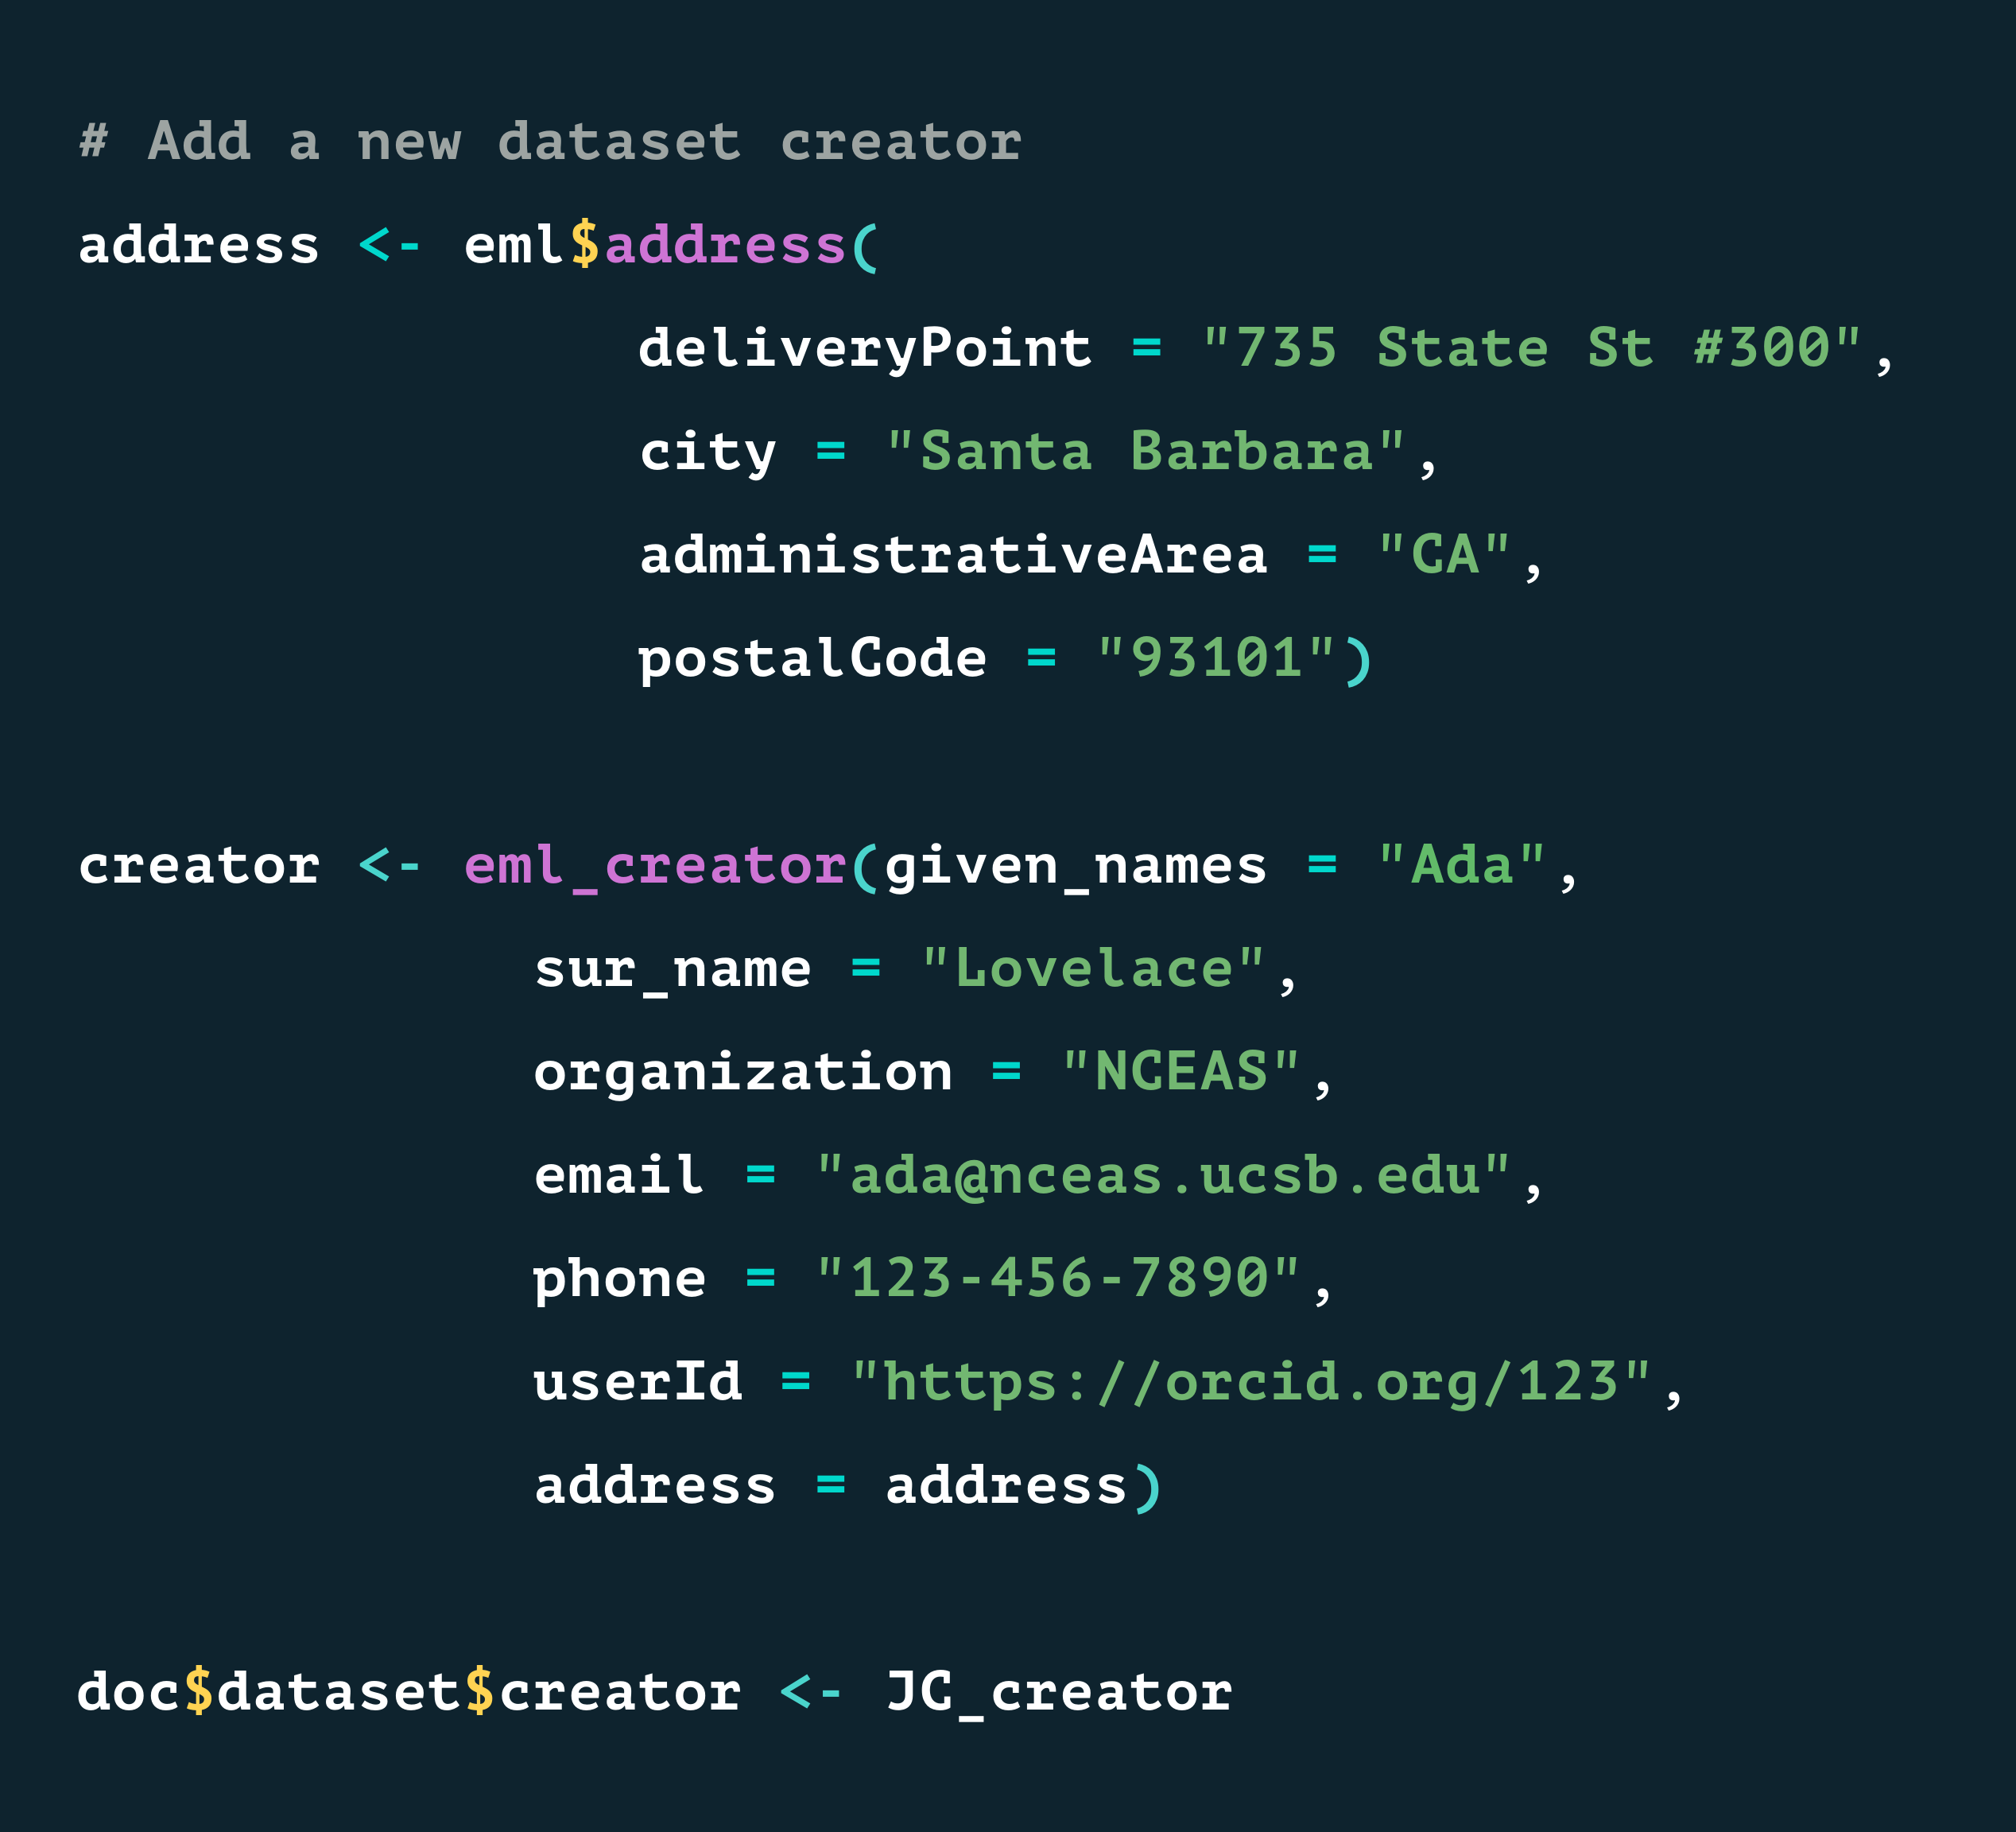 # Add a new dataset creator
address <- eml$address(
deliveryPoint = "735 State St #300",
city = "Santa Barbara",
administrativeArea = "CA",
postalCode = "93101")
creator <- eml_creator(given_names = "Ada",
sur_name = "Lovelace",
organization = "NCEAS",
email = "ada@nceas.ucsb.edu",
phone = "123-456-7890",
userId = "https://orcid.org/123",
address = address)
doc$dataset$creator <- JC_creator